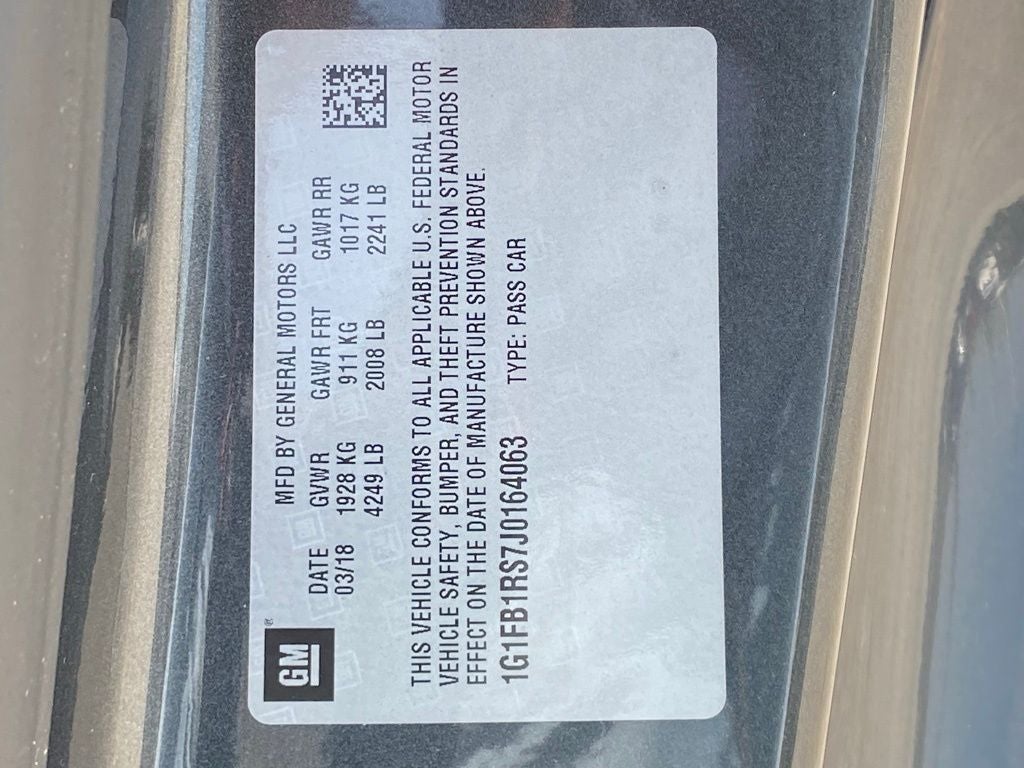 GM ®
MFD BY GENERAL MOTORS LLC
DATE GVWR GAWR FRT GAWR RR
03/18 1928 KG 911 KG 1017 KG
4249 LB 2008 LB 2241 LB
THIS VEHICLE CONFORMS TO ALL APPLICABLE U.S. FEDERAL MOTOR
VEHICLE SAFETY, BUMPER, AND THEFT PREVENTION STANDARDS IN
EFFECT ON THE DATE OF MANUFACTURE SHOWN ABOVE.
1G1FB1RS7J0164063 TYPE: PASS CAR